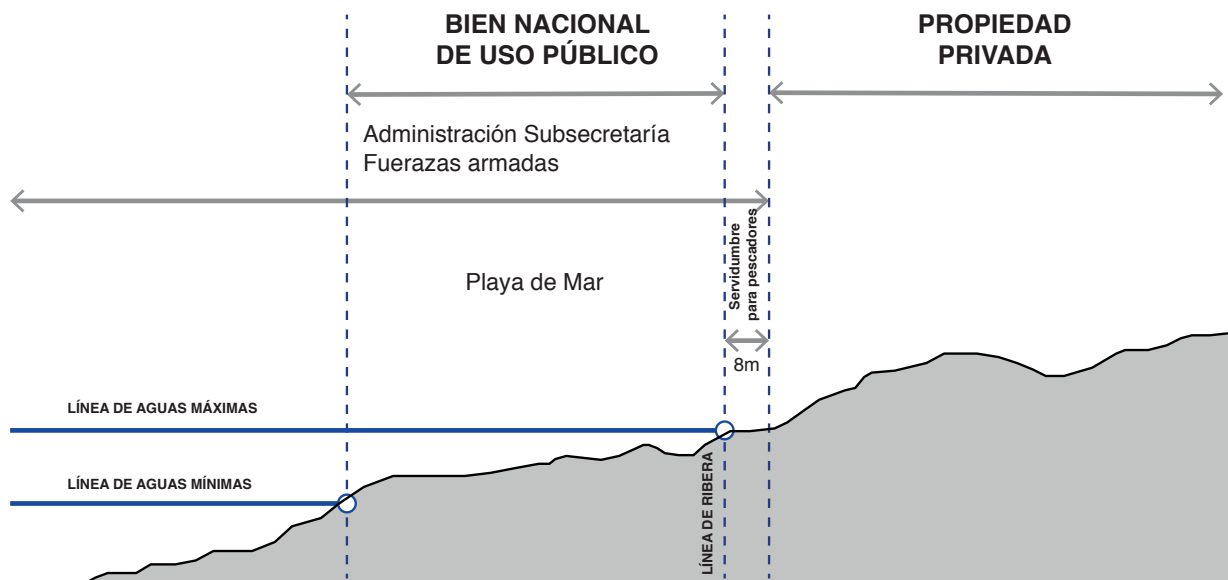 BIEN NACIONAL
DE USO PÚBLICO
PROPIEDAD
PRIVADA
Administración Subsecretaría
Fuerazas armadas
Servidumbre
para pescadores
Playa de Mar
8m
LÍNEA DE AGUAS MÁXIMAS
LÍNEA DE AGUAS MÍNIMAS
LÍNEA DE RIBERA